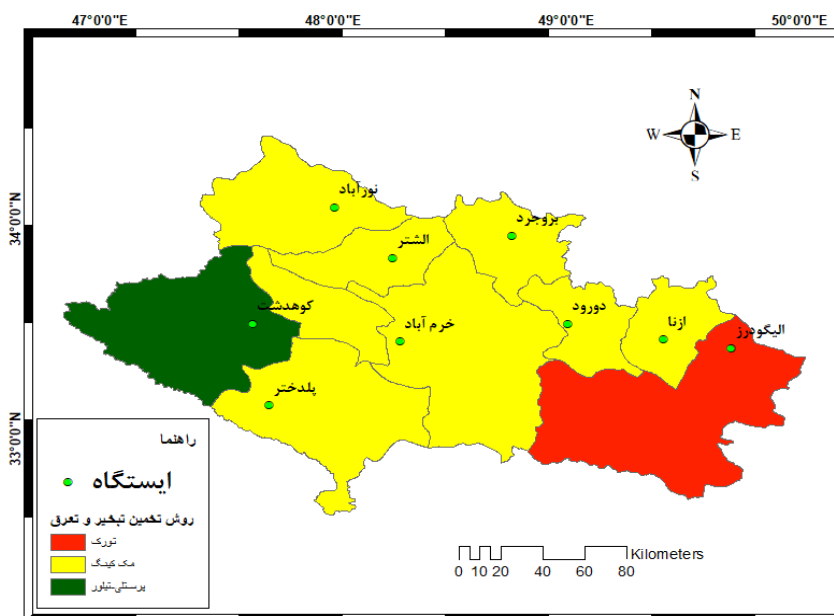 47°0'0"E 48°0'0"E 49°0'0"E 50°0'0"E
N
W E
S
34°0'0"N
33°0'0"N
نورآباد
بروجرد
الشتر
کوهدشت
خرم آباد
دورود
ازنا
الیگودرز
پلدختر
راهنما
ایستگاه
روش تخمین تبخیر و تعرق
تورک
مک کینگ
پرستلی-تیلور
Kilometers
0 10 20 40 60 80